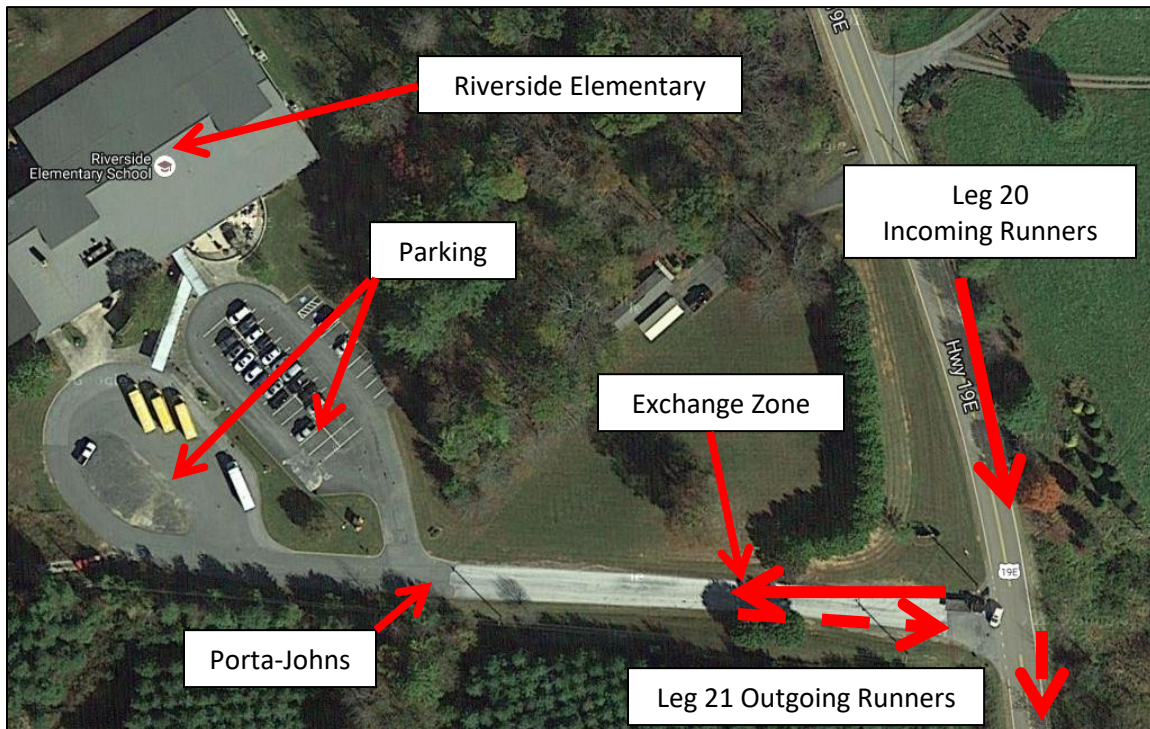 19E
Riverside Elementary
Riverside
Elementary School
Leg 20
Incoming Runners
Parking
Hwy 19E
Exchange Zone
19E
Porta-Johns
Leg 21 Outgoing Runners